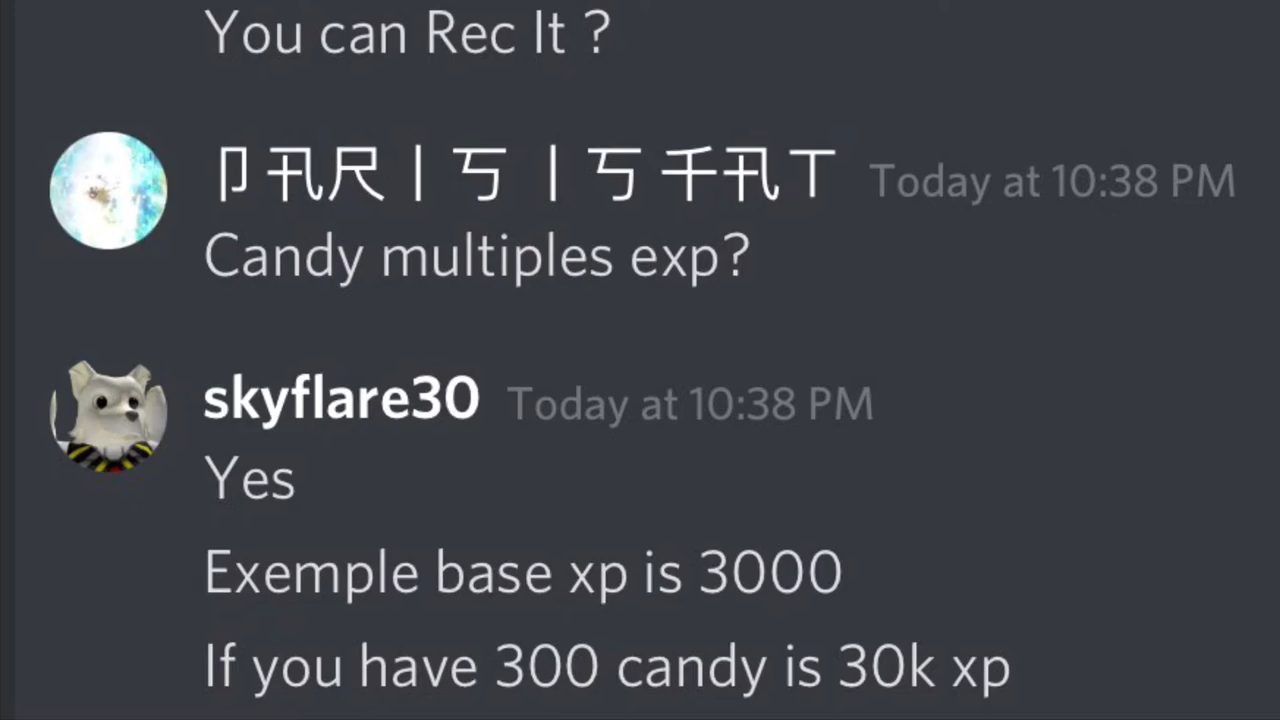 You can Rec It ?
卩卂尺丨丂丨丂千卂丅 Today at 10:38 PM
Candy multiples exp?
skyflare30 Today at 10:38 PM
Yes
Exemple base xp is 3000
If you have 300 candy is 30k xp